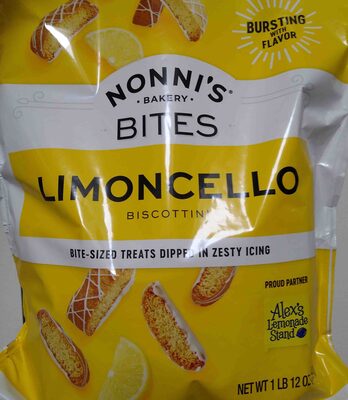 BURSTING
WITH
FLAVOR
NONNI'S®
BAKERY
BITES
LIMONCELLO
BISCOTTINI
BITE-SIZED TREATS DIPPED IN ZESTY ICING
PROUD PARTNER
Alex's
Lemonade
Stand
NET WT 1 LB 12 OZ